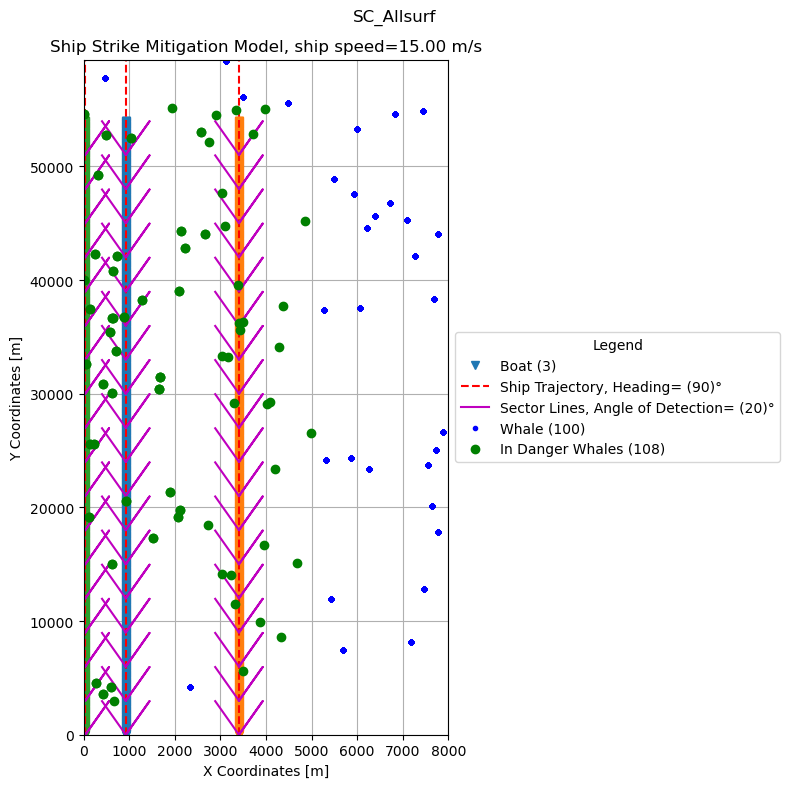 SC_Allsurf
Ship Strike Mitigation Model, ship speed=15.00 m/s
50000
40000
30000
20000
10000
0
Y Coordinates [m]
0 1000 2000 3000 4000 5000 6000 7000 8000
X Coordinates [m]
Legend
Boat (3)
Ship Trajectory, Heading= (90)°
Sector Lines, Angle of Detection= (20)°
Whale (100)
In Danger Whales (108)